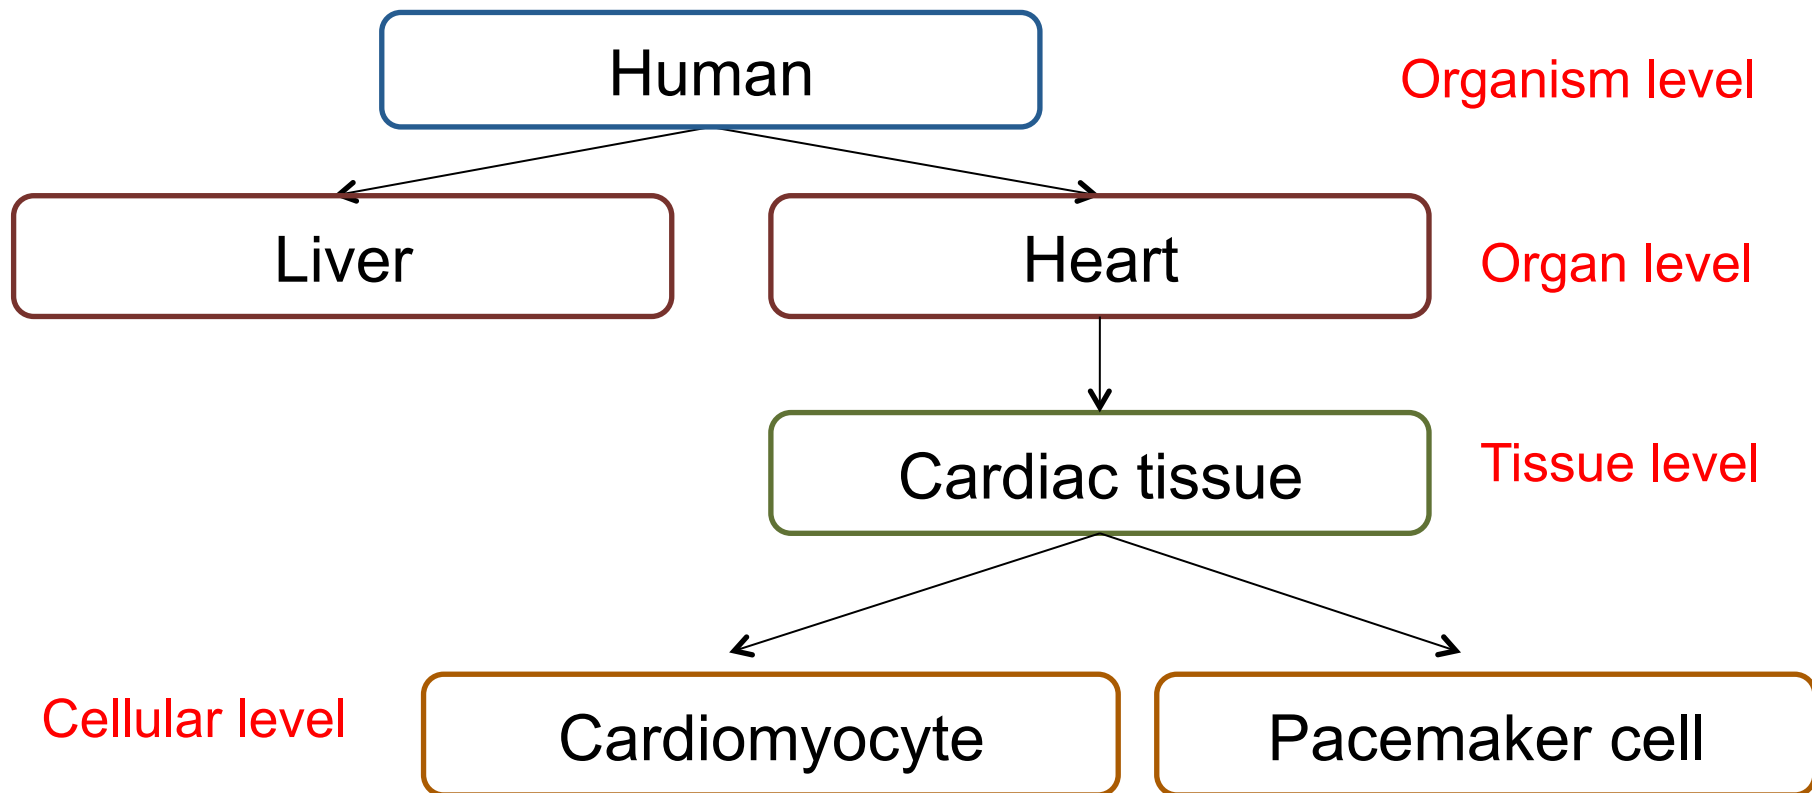 Human
Organism level
Liver
Heart
Organ level
Cardiac tissue
Tissue level
Cellular level
Cardiomyocyte
Pacemaker cell